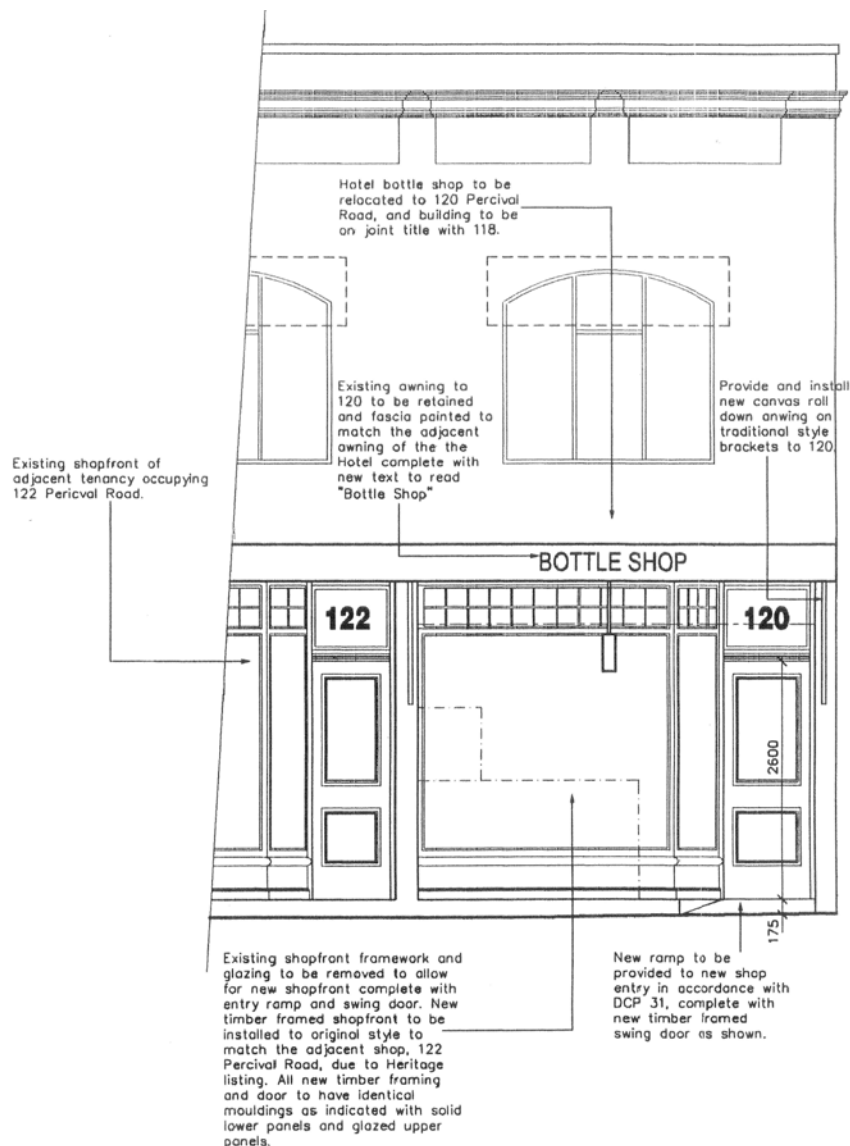 Hotel bottle shop to be
relocated to 120 Percival
Road, and building to be
on joint title with 118.
Existing awning to
120 to be retained
and fascia painted to
match the adjacent
awning of the the
Hotel complete with
new text to read
"Bottle Shop"
Provide and install
new canvas roll
down anwing on
traditional style
brackets to 120.
Existing shopfront of
adjacent tenancy occupying
122 Pericval Road.
BOTTLE SHOP
122
120
2600
175
Existing shopfront framework and
glazing to be removed to allow
for new shopfront complete with
entry ramp and swing door. New
timber framed shopfront to be
installed to original style to
match the adjacent shop, 122
Percival Road, due to Heritage
listing. All new timber framing
and door to have identical
mouldings as indicated with solid
lower panels and glazed upper
panels.
New ramp to be
provided to new shop
entry in accordance with
DCP 31, complete with
new timber framed
swing door as shown.